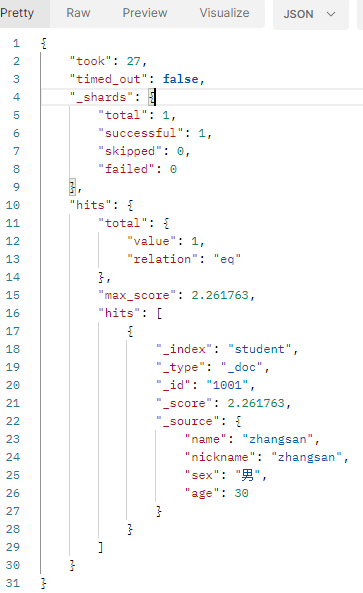 Pretty Raw Preview Visualize JSON
1 {
2 "took": 27,
3 "timed_out": false,
4 "_shards": {
5 "total": 1,
6 "successful": 1,
7 "skipped": 0,
8 "failed": 0
9 },
10 "hits": {
11 "total": {
12 "value": 1,
13 "relation": "eq"
14 },
15 "max_score": 2.261763,
16 "hits": [
17 {
18 "_index": "student",
19 "_type": "_doc",
20 "_id": "1001",
21 "_score": 2.261763,
22 "_source": {
23 "name": "zhangsan",
24 "nickname": "zhangsan",
25 "sex": "男",
26 "age": 30
27 }
28 }
29 ]
30 }
31 }